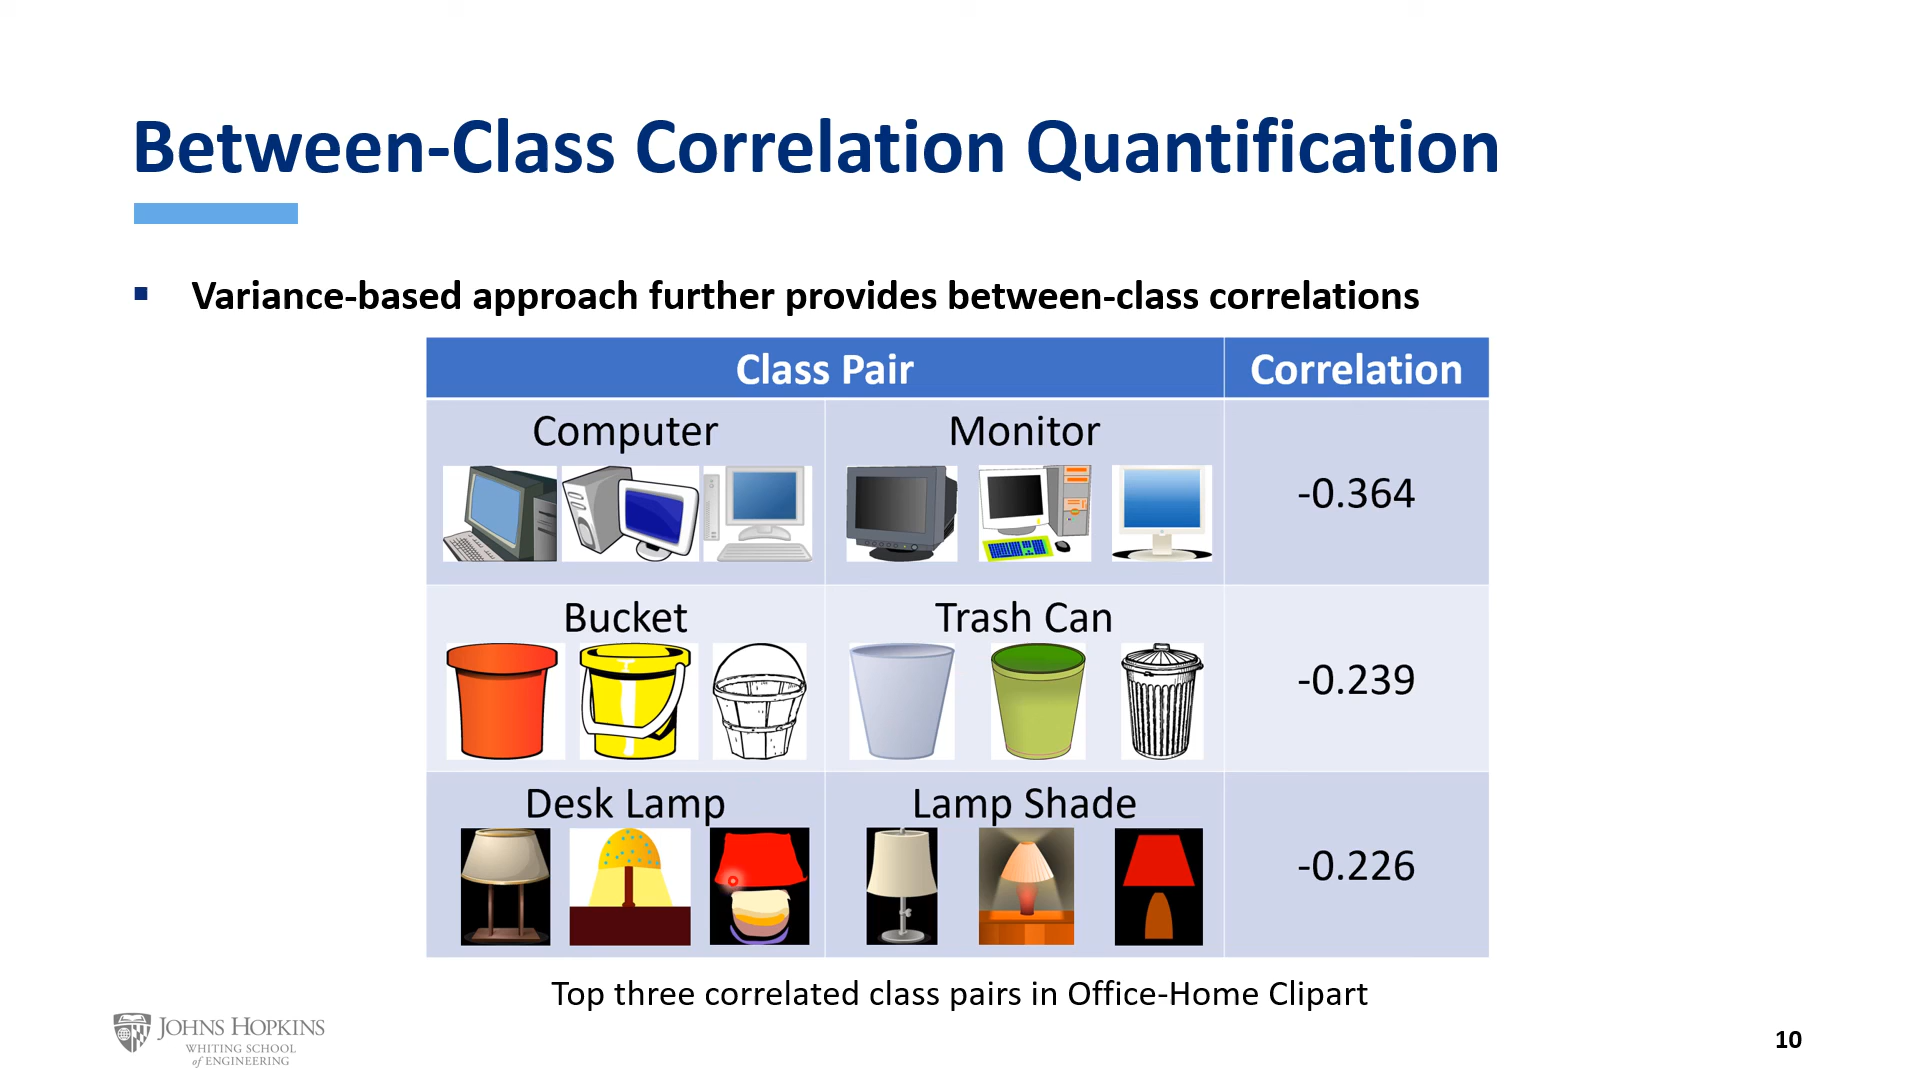 Between-Class Correlation Quantification
▪ Variance-based approach further provides between-class correlations
Class Pair Correlation
Computer Monitor
-0.364
Bucket Trash Can
-0.239
Desk Lamp Lamp Shade
-0.226
Top three correlated class pairs in Office-Home Clipart
JOHNS HOPKINS
WHITING SCHOOL
of ENGINEERING
10